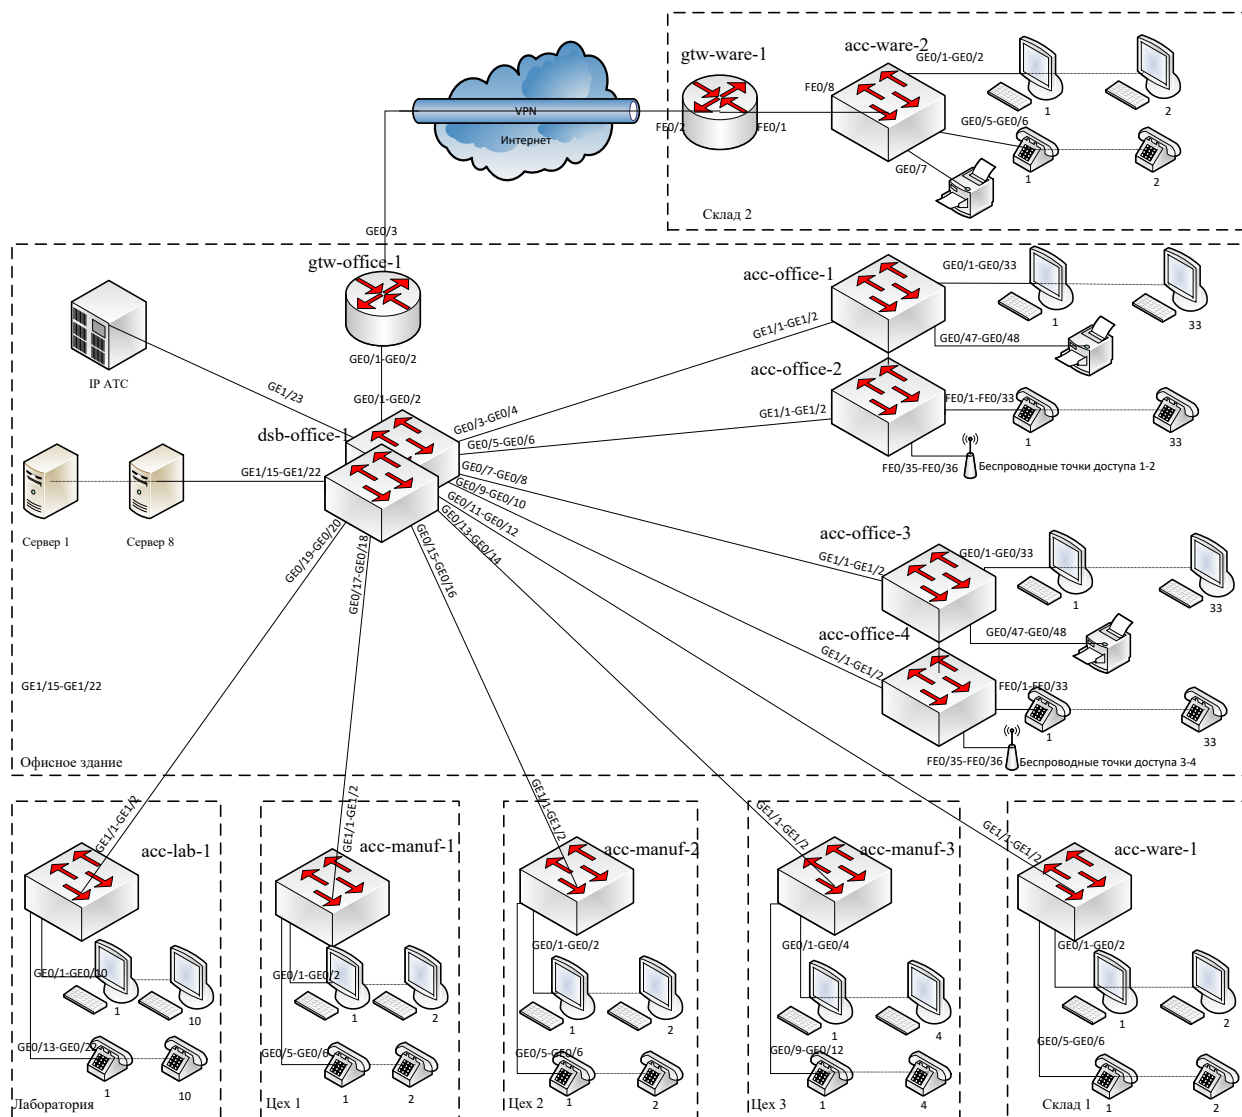 gtw-ware-1
acc-ware-2
GE0/1-GE0/2
FE0/8
VPN
Интернет
FE0/2
FE0/1
1
2
GE0/5-GE0/6
GE0/7
1
2
Склад 2
GE0/3
gtw-office-1
acc-office-1
GE0/1-GE0/33
1
33
GE1/1-GE1/2
GE0/47-GE0/48
IP АТС
GE0/1-GE0/2
acc-office-2
GE1/23
GE0/1-GE0/2
GE0/3-GE0/4
GE1/1-GE1/2
FE0/1-FE0/33
1
33
dsb-office-1
GE0/5-GE0/6
GE1/15-GE1/22
GE0/7-GE0/8
FE0/35-FE0/36
Беспроводные точки доступа 1-2
GE0/9-GE0/10
GE0/11-GE0/12
GE0/13-GE0/14
Сервер 1
Сервер 8
GE0/19-GE0/20
GE0/17-GE0/18
GE0/15-GE0/16
acc-office-3
GE1/1-GE1/2
GE0/1-GE0/33
1
33
acc-office-4
GE0/47-GE0/48
GE1/1-GE1/2
GE1/15-GE1/22
FE0/1-FE0/33
1
33
Офисное здание
FE0/35-FE0/36
Беспроводные точки доступа 3-4
GE1/1-GE1/2
GE1/1-GE1/2
GE1/1-GE1/2
GE1/1-GE1/2
GE1/1-GE1/2
acc-lab-1
acc-manuf-1
acc-manuf-2
acc-manuf-3
acc-ware-1
GE0/1-GE0/10
1
10
GE0/13-GE0/22
1
10
Лаборатория
GE0/1-GE0/2
1
2
GE0/5-GE0/6
1
2
Цех 1
GE0/1-GE0/2
1
2
GE0/5-GE0/6
1
2
Цех 2
GE0/1-GE0/4
1
4
GE0/9-GE0/12
1
4
Цех 3
GE0/1-GE0/2
1
2
GE0/5-GE0/6
1
2
Склад 1